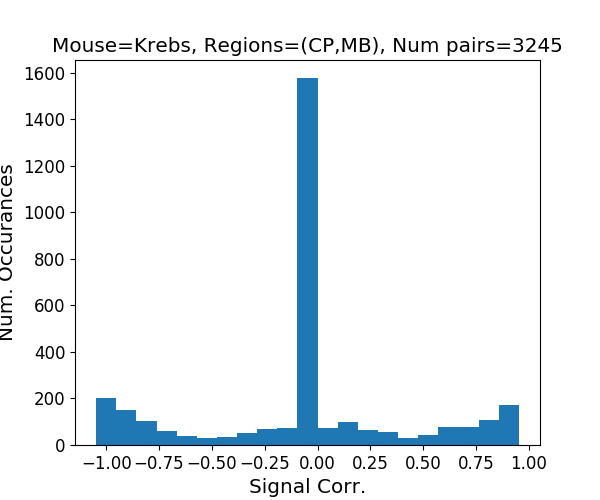 Mouse=Krebs, Regions=(CP,MB), Num pairs=3245
1600
1400
1200
1000
800
600
400
200
0
Num. Occurances
−1.00 −0.75 −0.50 −0.25 0.00 0.25 0.50 0.75 1.00
Signal Corr.